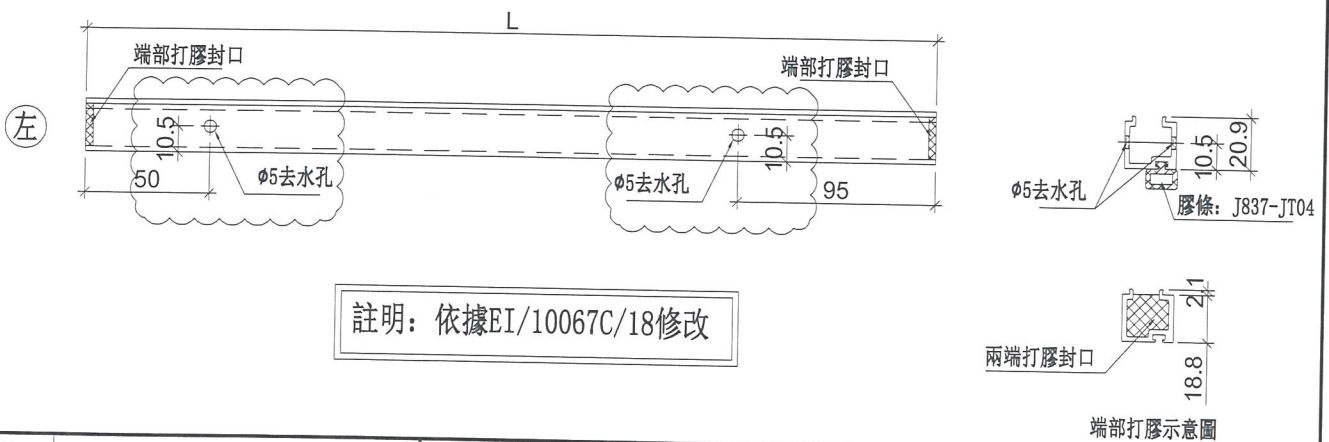 L
端部打膠封口
端部打膠封口
左
10.5
10.5
50
ø5去水孔
ø5去水孔
95
10.5
20.9
ø5去水孔
膠條: J837-JT04
註明: 依據EI/10067C/18修改
2.1
兩端打膠封口
18.8
端部打膠示意圖